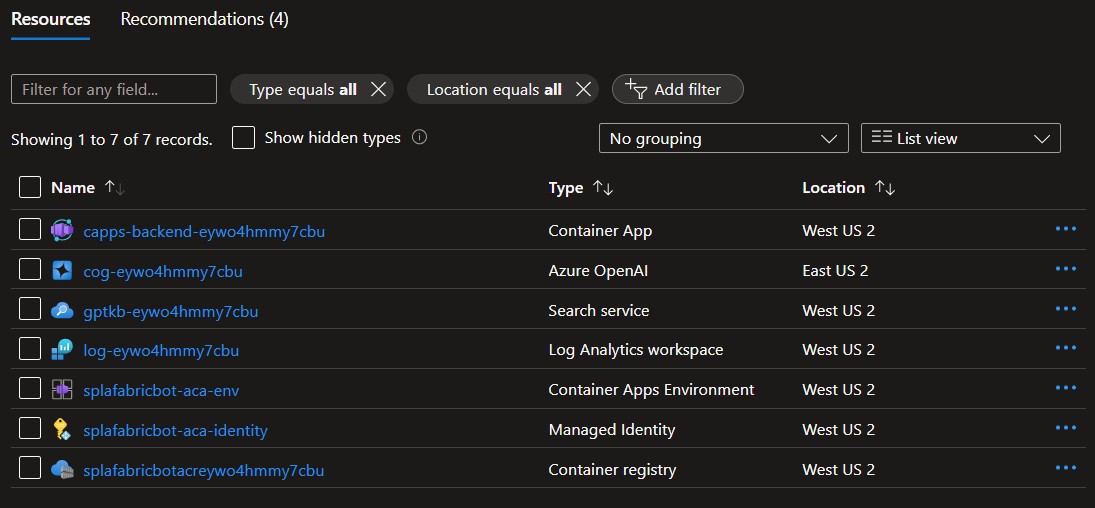 Resources Recommendations (4)
Filter for any field... Type equals all Location equals all Add filter
Showing 1 to 7 of 7 records. Show hidden types No grouping List view
Name Type Location
capps-backend-eywo4hmmy7cbu Container App West US 2
cog-eywo4hmmy7cbu Azure OpenAI East US 2
gptkb-eywo4hmmy7cbu Search service West US 2
log-eywo4hmmy7cbu Log Analytics workspace West US 2
splafabricbot-aca-env Container Apps Environment West US 2
splafabricbot-aca-identity Managed Identity West US 2
splafabricbotacreywo4hmmy7cbu Container registry West US 2